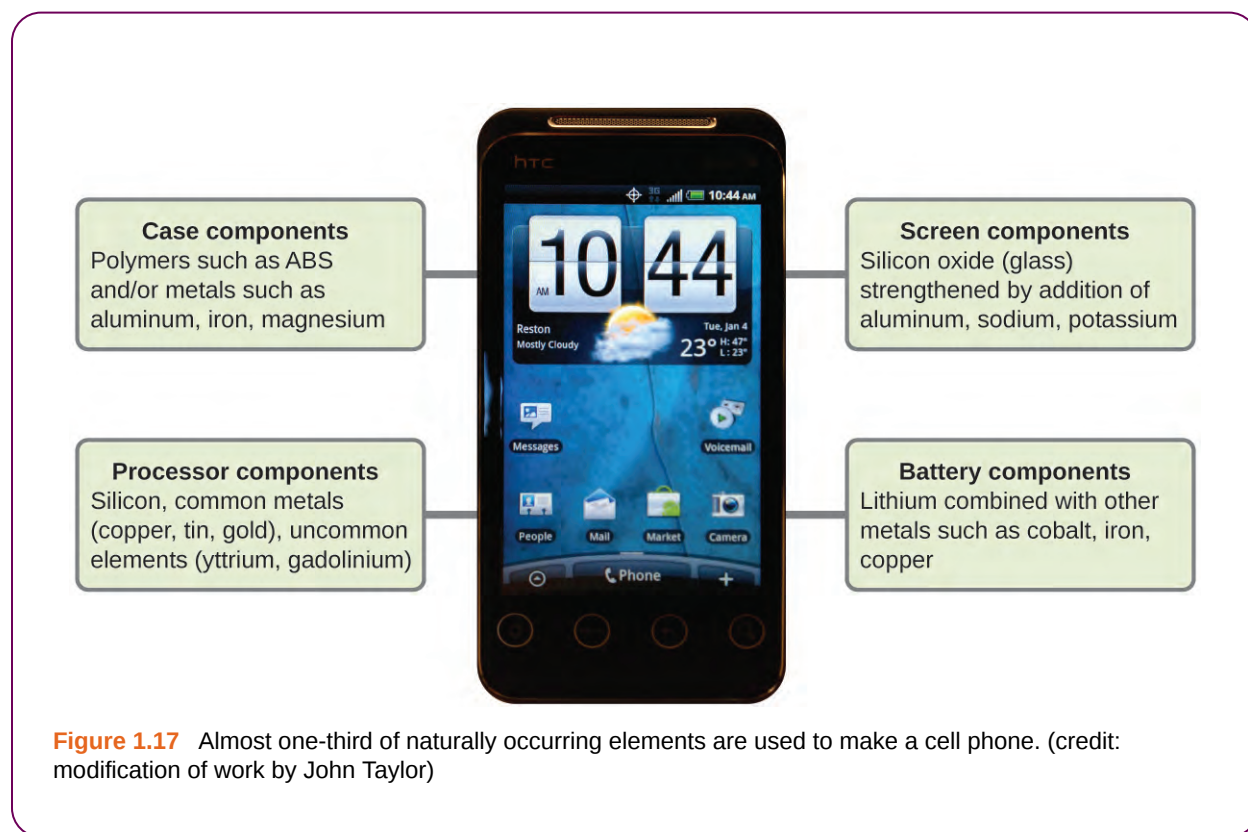 hTC
3G
10:44 AM
10 44
AM
Reston
Mostly Cloudy
Tue, Jan 4
23° H: 47°
L: 23°
Messages
Voicemail
People Mail Market Camera
Phone
Case components
Polymers such as ABS
and/or metals such as
aluminum, iron, magnesium
Screen components
Silicon oxide (glass)
strengthened by addition of
aluminum, sodium, potassium
Processor components
Silicon, common metals
(copper, tin, gold), uncommon
elements (yttrium, gadolinium)
Battery components
Lithium combined with other
metals such as cobalt, iron,
copper
Figure 1.17 Almost one-third of naturally occurring elements are used to make a cell phone. (credit:
modification of work by John Taylor)